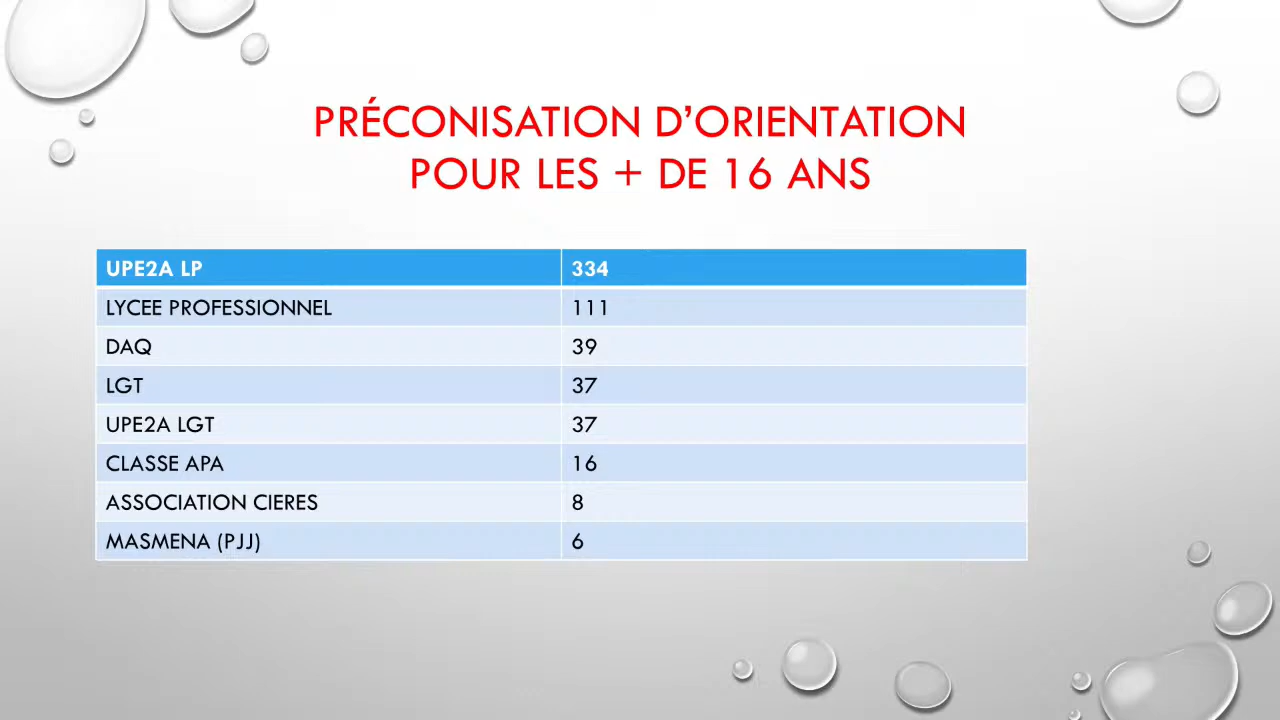 PRÉCONISATION D’ORIENTATION
POUR LES + DE 16 ANS
UPE2A LP 334
LYCEE PROFESSIONNEL 111
DAQ 39
LGT 37
UPE2A LGT 37
CLASSE APA 16
ASSOCIATION CIERES 8
MASMENA (PJJ) 6